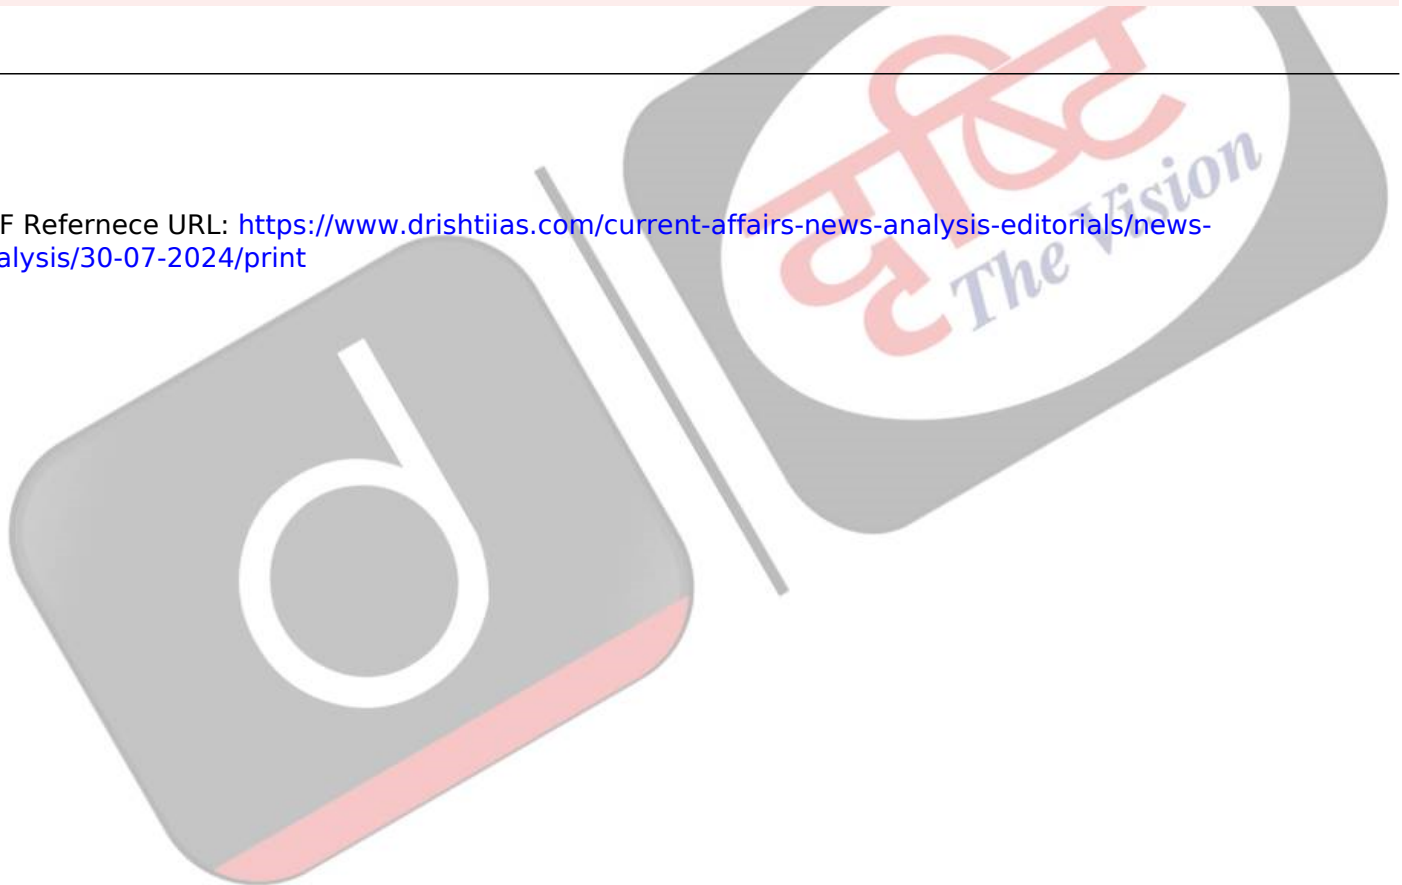 F Refernece URL: https://www.drishtiias.com/current-affairs-news-analysis-editorials/news-
alysis/30-07-2024/print
दृष्टि
The Vision
d